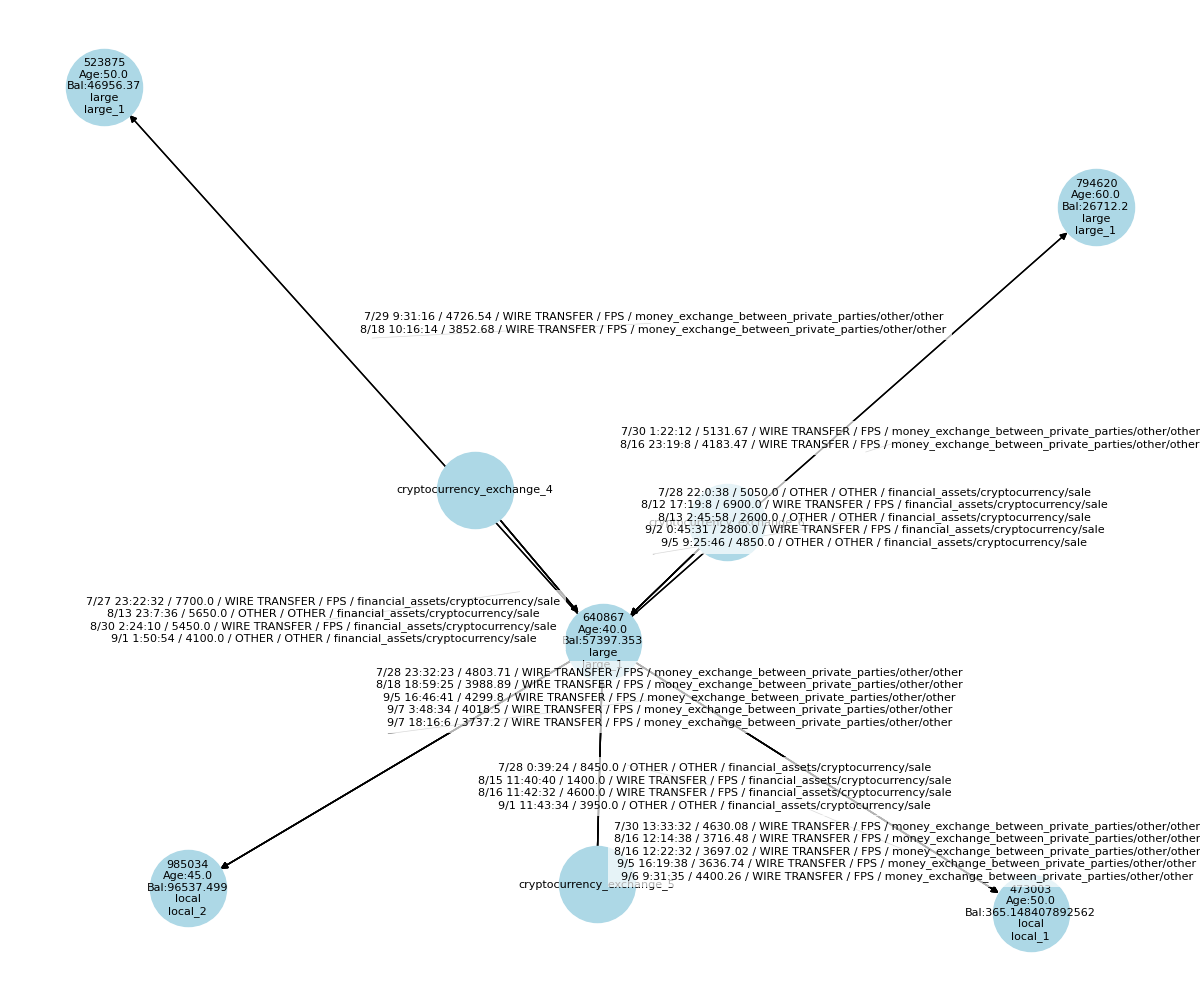 523875
Age:50.0
Bal:46956.37
large
large_1
794620
Age:60.0
Bal:26712.2
large
large_1
7/29 9:31:16 / 4726.54 / WIRE TRANSFER / FPS / money_exchange_between_private_parties/other/other
8/18 10:16:14 / 3852.68 / WIRE TRANSFER / FPS / money_exchange_between_private_parties/other/other
7/30 1:22:12 / 5131.67 / WIRE TRANSFER / FPS / money_exchange_between_private_parties/other/other
8/16 23:19:8 / 4183.47 / WIRE TRANSFER / FPS / money_exchange_between_private_parties/other/other
cryptocurrency_exchange_4
7/28 22:0:38 / 5050.0 / OTHER / OTHER / financial_assets/cryptocurrency/sale
8/12 17:19:8 / 6900.0 / WIRE TRANSFER / FPS / financial_assets/cryptocurrency/sale
8/13 2:45:58 / 2600.0 / OTHER / OTHER / financial_assets/cryptocurrency/sale
9/2 0:45:31 / 2800.0 / WIRE TRANSFER / FPS / financial_assets/cryptocurrency/sale
9/5 9:25:46 / 4850.0 / OTHER / OTHER / financial_assets/cryptocurrency/sale
7/27 23:22:32 / 7700.0 / WIRE TRANSFER / FPS / financial_assets/cryptocurrency/sale
8/13 23:7:36 / 5650.0 / OTHER / OTHER / financial_assets/cryptocurrency/sale
8/30 2:24:10 / 5450.0 / WIRE TRANSFER / FPS / financial_assets/cryptocurrency/sale
9/1 1:50:54 / 4100.0 / OTHER / OTHER / financial_assets/cryptocurrency/sale
640867
Age:40.0
Bal:57397.353
large
large_1
7/28 23:32:23 / 4803.71 / WIRE TRANSFER / FPS / money_exchange_between_private_parties/other/other
8/18 18:59:25 / 3988.89 / WIRE TRANSFER / FPS / money_exchange_between_private_parties/other/other
9/5 16:46:41 / 4299.8 / WIRE TRANSFER / FPS / money_exchange_between_private_parties/other/other
9/7 3:48:34 / 4018.5 / WIRE TRANSFER / FPS / money_exchange_between_private_parties/other/other
9/7 18:16:6 / 3737.2 / WIRE TRANSFER / FPS / money_exchange_between_private_parties/other/other
7/28 0:39:24 / 8450.0 / OTHER / OTHER / financial_assets/cryptocurrency/sale
8/15 11:40:40 / 1400.0 / WIRE TRANSFER / FPS / financial_assets/cryptocurrency/sale
8/16 11:42:32 / 4600.0 / WIRE TRANSFER / FPS / financial_assets/cryptocurrency/sale
9/1 11:43:34 / 3950.0 / OTHER / OTHER / financial_assets/cryptocurrency/sale
7/30 13:33:32 / 4630.08 / WIRE TRANSFER / FPS / money_exchange_between_private_parties/other/other
8/16 12:14:38 / 3716.48 / WIRE TRANSFER / FPS / money_exchange_between_private_parties/other/other
8/16 12:22:32 / 3697.02 / WIRE TRANSFER / FPS / money_exchange_between_private_parties/other/other
9/5 16:19:38 / 3636.74 / WIRE TRANSFER / FPS / money_exchange_between_private_parties/other/other
9/6 9:31:35 / 4400.26 / WIRE TRANSFER / FPS / money_exchange_between_private_parties/other/other
985034
Age:45.0
Bal:96537.499
local
local_2
cryptocurrency_exchange_5
473003
Age:50.0
Bal:365.148407892562
local
local_1